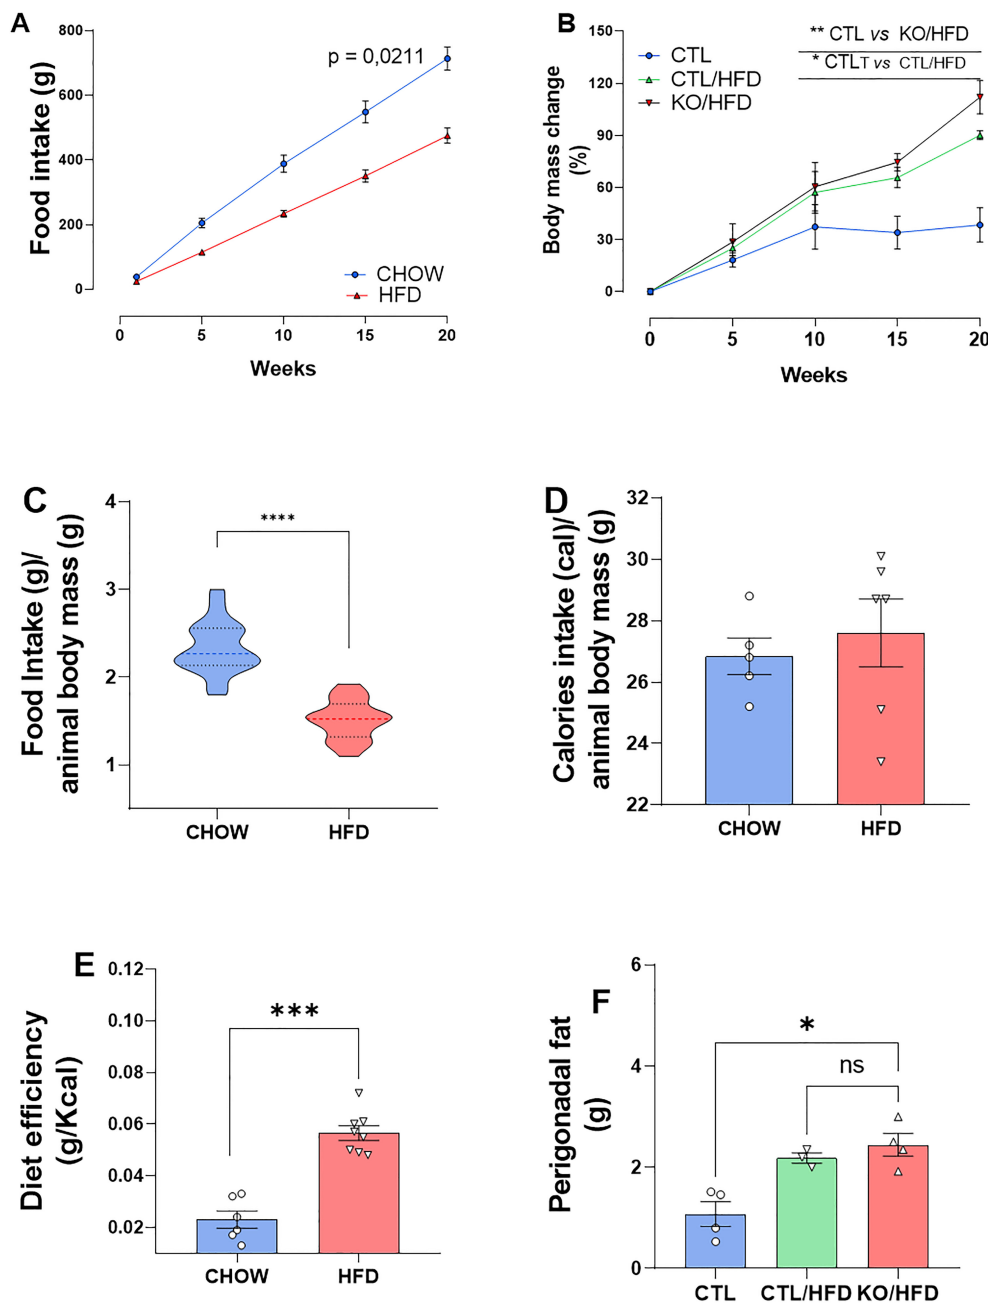 A
Food intake (g)
800
600
400
200
0
p = 0,0211
CHOW
HFD
0
5
10
15
20
Weeks
B
Body mass change
(%)
150
120
90
60
30
0
CTL
CTL/HFD
KO/HFD
** CTL vs KO/HFD
* CTLT vs CTL/HFD
0
5
10
15
20
Weeks
C
Food Intake (g)/
animal body mass (g)
4
3
2
1
****
CHOW
HFD
D
Calories intake (cal)/
animal body mass (g)
32
30
28
26
24
22
CHOW
HFD
E
Diet efficiency
(g/Kcal)
0.12
0.10
0.08
0.06
0.04
0.02
***
CHOW
HFD
F
Perigonadal fat
(g)
6
4
2
0
*
ns
CTL
CTL/HFD
KO/HFD